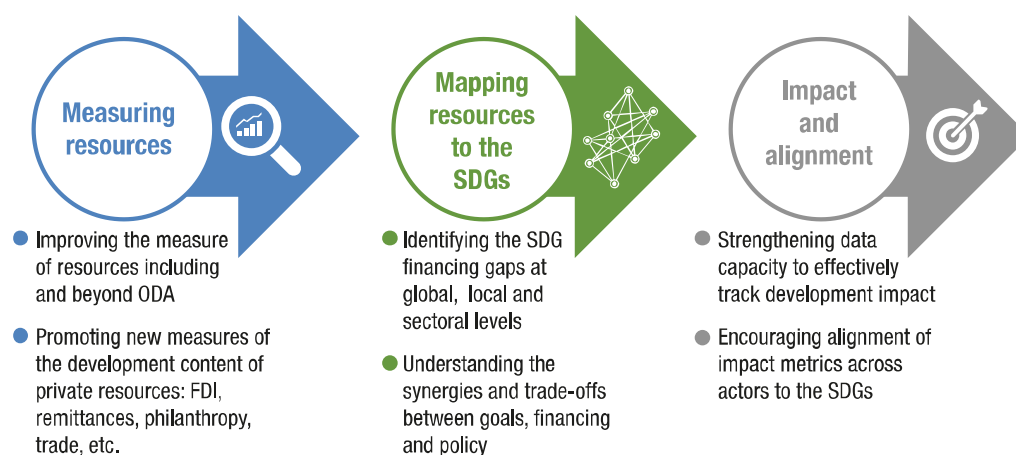 Measuring
resources
Improving the measure
of resources including
and beyond ODA
Promoting new measures of
the development content of
private resources: FDI,
remittances, philanthropy,
trade, etc.
Mapping
resources
to the
SDGs
Identifying the SDG
financing gaps at
global, local and
sectoral levels
Understanding the
synergies and trade-offs
between goals, financing
and policy
Impact
and
alignment
Strengthening data
capacity to effectively
track development impact
Encouraging alignment of
impact metrics across
actors to the SDGs